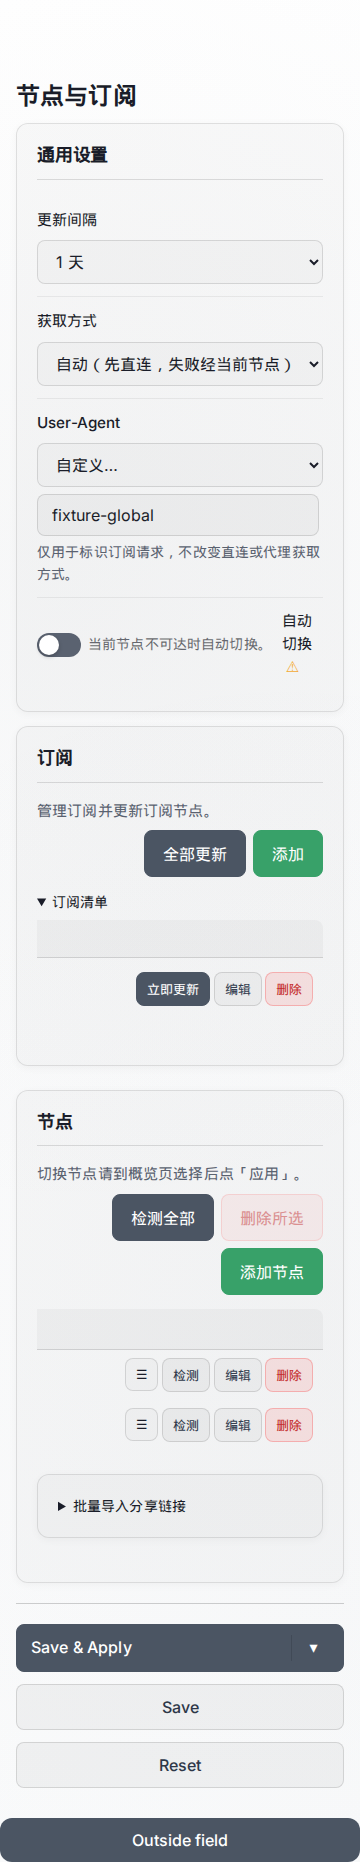 节点与订阅
通用设置
更新间隔
1 天
获取方式
自动（先直连，失败经当前节点）
User-Agent
自定义...
fixture-global
仅用于标识订阅请求，不改变直连或代理获取
方式。
当前节点不可达时自动切换。
自动
切换
⚠
订阅
管理订阅并更新订阅节点。
全部更新 添加
▼ 订阅清单
立即更新 编辑 删除
节点
切换节点请到概览页选择后点「应用」。
检测全部 删除所选
添加节点
☰ 检测 编辑 删除
☰ 检测 编辑 删除
▶ 批量导入分享链接
Save & Apply ▼
Save
Reset
Outside field